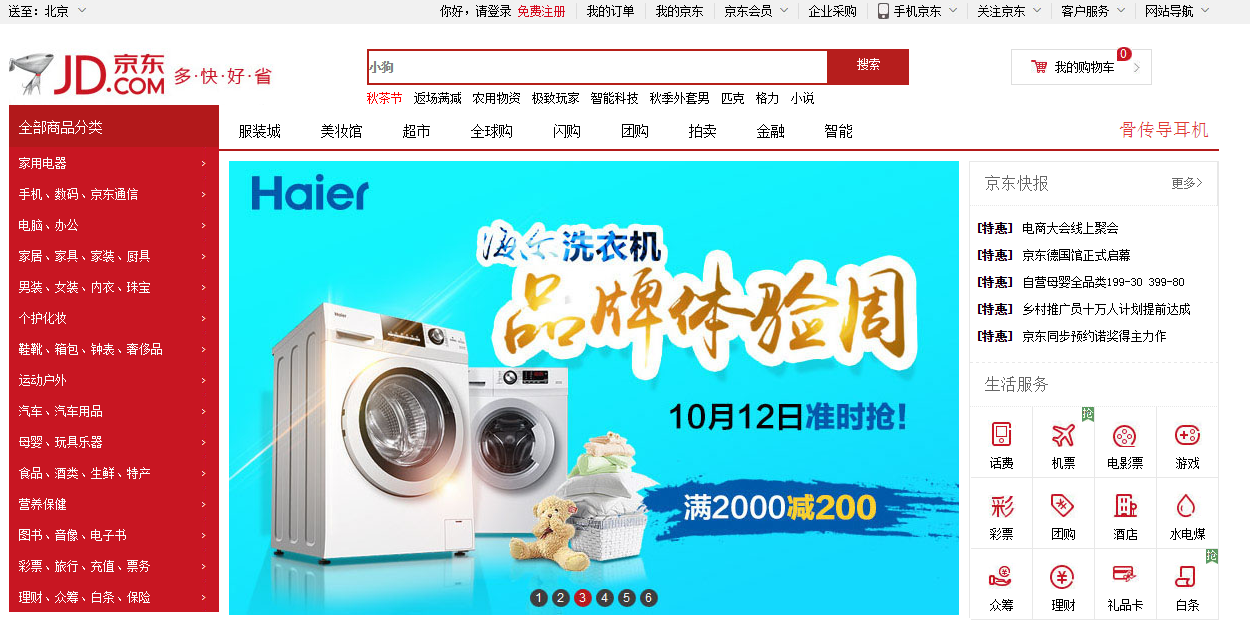 送至：北京
你好，请登录 免费注册 我的订单 我的京东 京东会员 企业采购 手机京东 关注京东 客户服务 网站导航
JD.COM 京东 多·快·好·省
小狗 搜索
0 我的购物车
秋茶节 返场满减 农用物资 极致玩家 智能科技 秋季外套男 匹克 格力 小说
全部商品分类
服装城 美妆馆 超市 全球购 闪购 团购 拍卖 金融 智能
骨传导耳机
家用电器
手机、数码、京东通信
电脑、办公
家居、家具、家装、厨具
男装、女装、内衣、珠宝
个护化妆
鞋靴、箱包、钟表、奢侈品
运动户外
汽车、汽车用品
母婴、玩具乐器
食品、酒类、生鲜、特产
营养保健
图书、音像、电子书
彩票、旅行、充值、票务
理财、众筹、白条、保险
Haier
海尔洗衣机
品牌体验周
10月12日准时抢！
满2000减200
Haier
1 2 3 4 5 6
京东快报 更多
[特惠] 电商大会线上聚会
[特惠] 京东德国馆正式启幕
[特惠] 自营母婴全品类199-30 399-80
[特惠] 乡村推广员十万人计划提前达成
[特惠] 京东同步预约诺奖得主力作
生活服务
抢
话费 机票 电影票 游戏
彩
彩票 团购 酒店 水电煤
抢
众筹 理财 礼品卡 白条